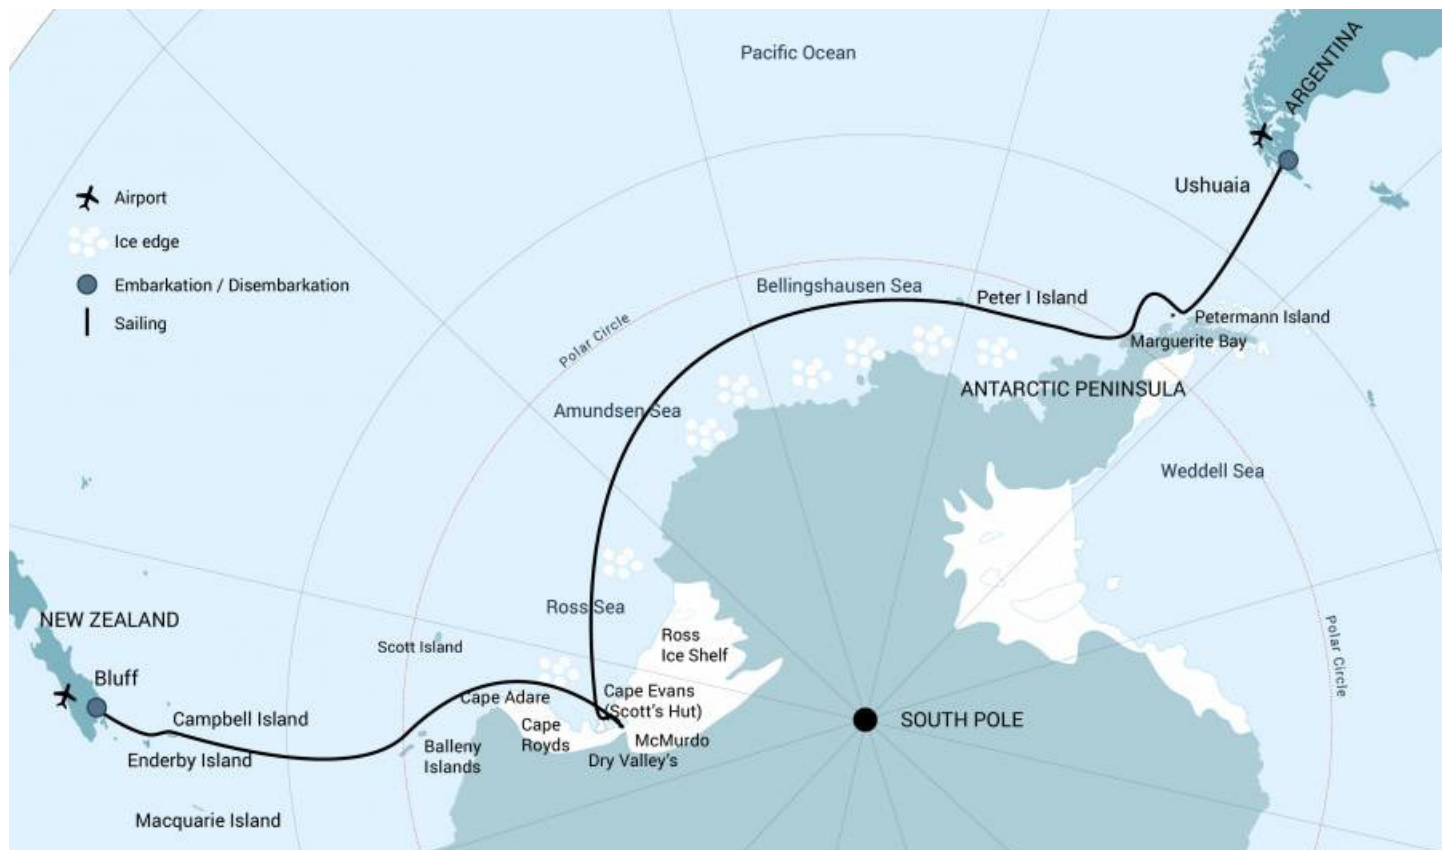 Pacific Ocean
ARGENTINA
Ushuaia
Airport
Ice edge
Embarkation / Disembarkation
Sailing
Polar Circle
Bellingshausen Sea
Peter I Island
Petermann Island
Marguerite Bay
ANTARCTIC PENINSULA
Amundsen Sea
Weddell Sea
Ross Sea
NEW ZEALAND
Scott Island
Ross
Ice Shelf
Polar Circle
Bluff
Cape Adare
Cape Evans
(Scott's Hut)
Campbell Island
Cape
Royds
SOUTH POLE
McMurdo
Balleny
Islands
Enderby Island
Dry Valley's
Macquarie Island